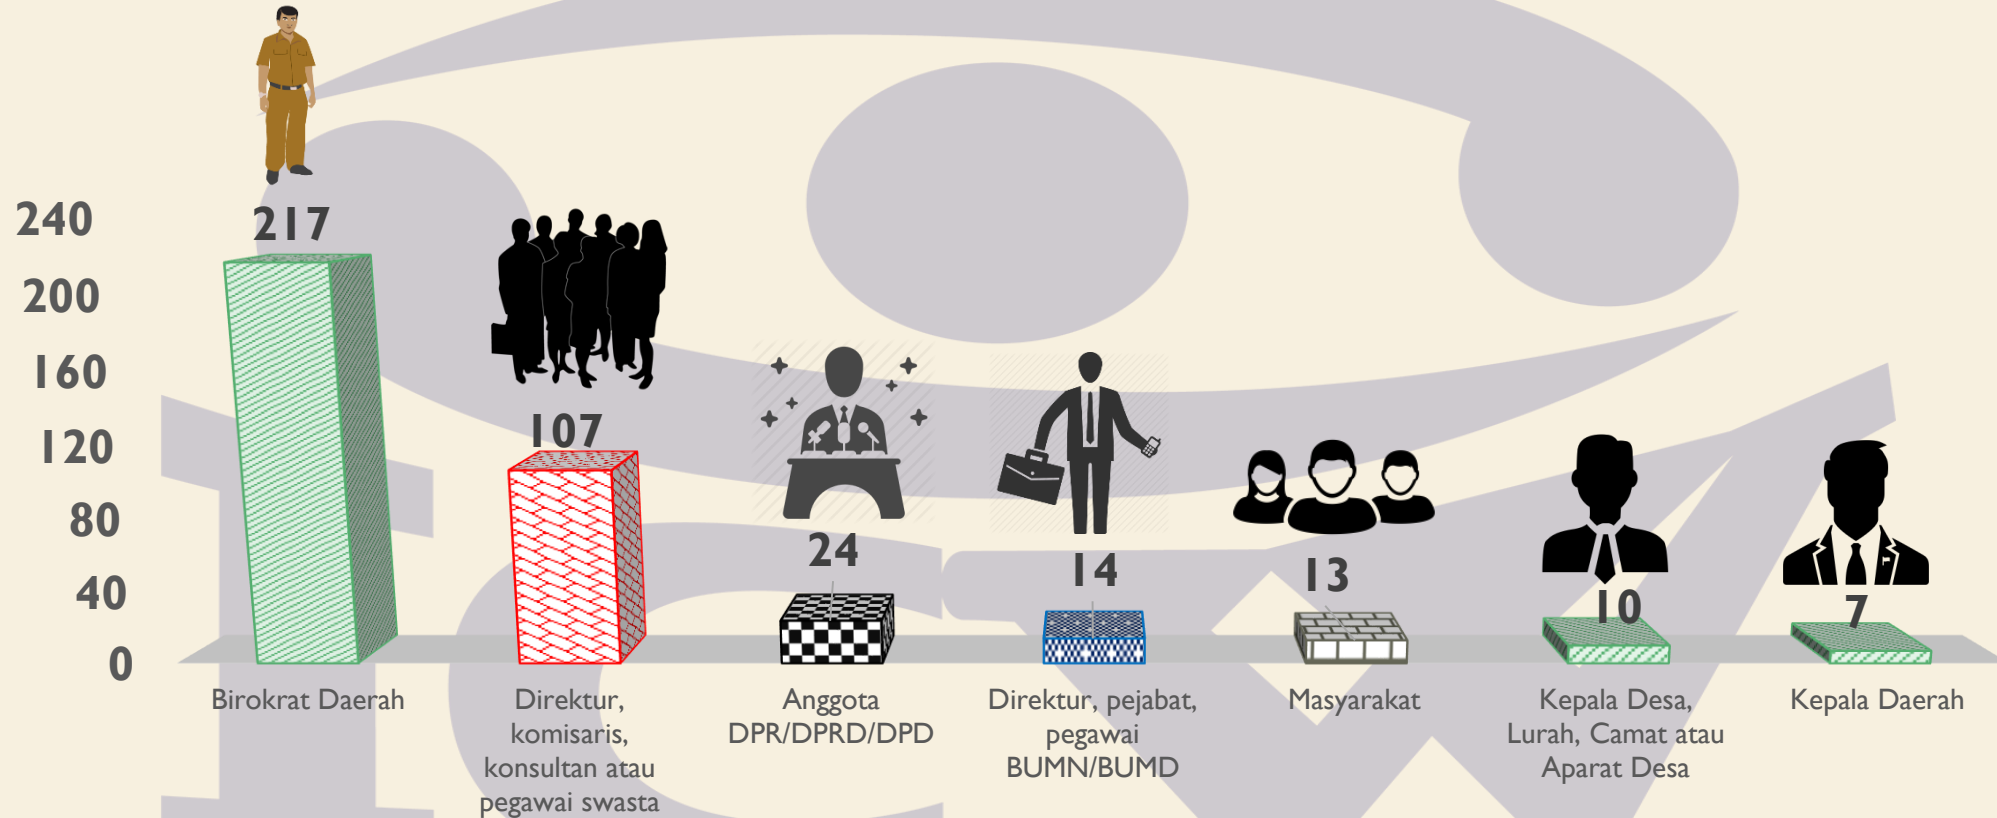 240
200
160
120
80
40
0
217
107
24
14
13
10
7
Birokrat Daerah
Direktur,
komisaris,
konsultan atau
pegawai swasta
Anggota
DPR/DPRD/DPD
Direktur, pejabat,
pegawai
BUMN/BUMD
Masyarakat
Kepala Desa,
Lurah, Camat atau
Aparat Desa
Kepala Daerah